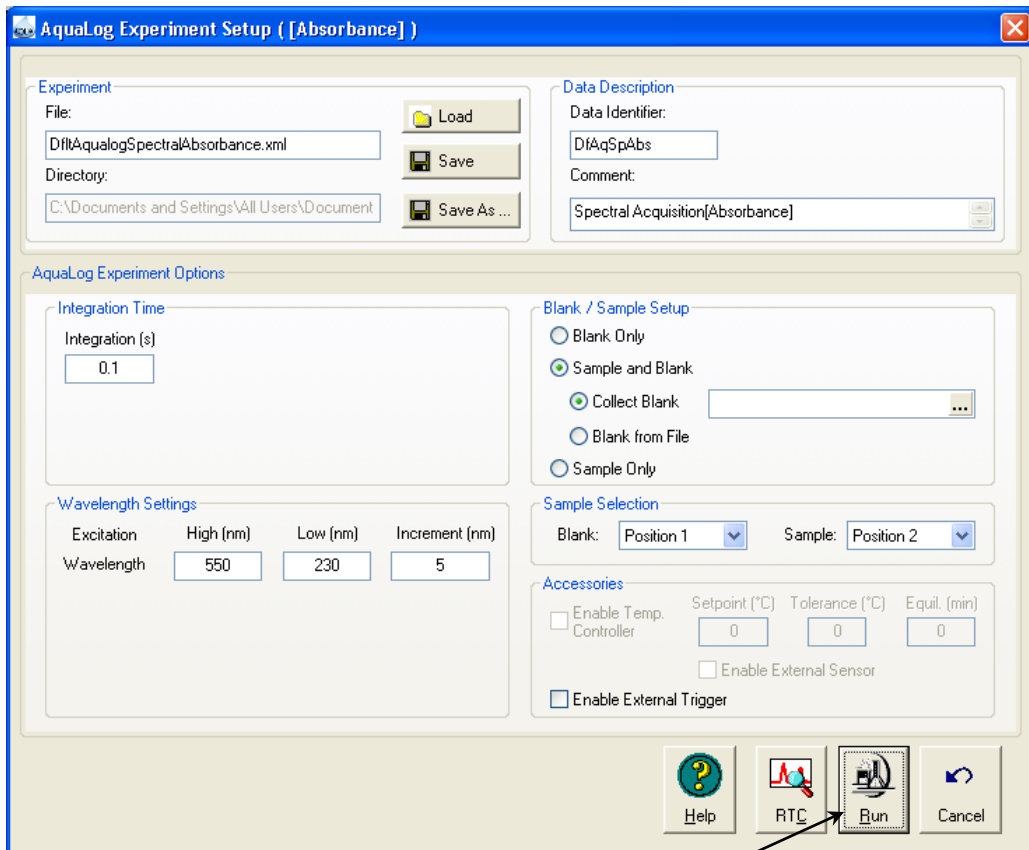 AquaLog Experiment Setup ( [Absorbance] )
Experiment
File:
DfltAqualogSpectralAbsorbance.xml
Directory:
C:\Documents and Settings\All Users\Document
Load
Save
Save As ...
Data Description
Data Identifier:
DfAqSpAbs
Comment:
Spectral Acquisition[Absorbance]
AquaLog Experiment Options
Integration Time
Integration (s)
0.1
Blank / Sample Setup
Blank Only
Sample and Blank
Collect Blank ...
Blank from File
Sample Only
Wavelength Settings
Excitation High (nm) Low (nm) Increment (nm)
Wavelength 550 230 5
Sample Selection
Blank: Position 1 Sample: Position 2
Accessories
Enable Temp. Controller
Setpoint (°C) Tolerance (°C) Equil. (min)
0 0 0
Enable External Sensor
Enable External Trigger
Help RTC Run Cancel